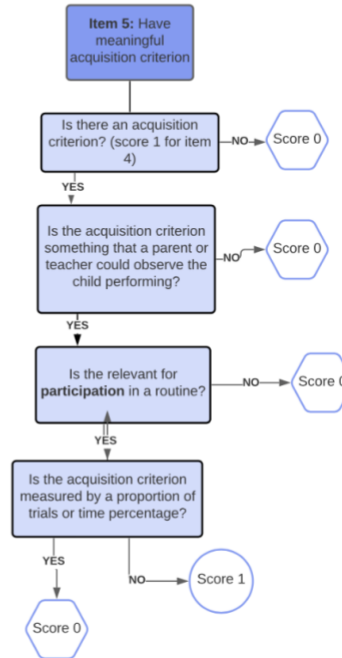 Item 5: Have
meaningful
acquisition criterion
Is there an acquisition
criterion? (score 1 for item
4)
NO
Score 0
YES
Is the acquisition criterion
something that a parent or
teacher could observe the
child performing?
NO
Score 0
YES
Is the relevant for
participation in a routine?
NO
Score 0
YES
Is the acquisition criterion
measured by a proportion of
trials or time percentage?
YES
NO
Score 1
Score 0